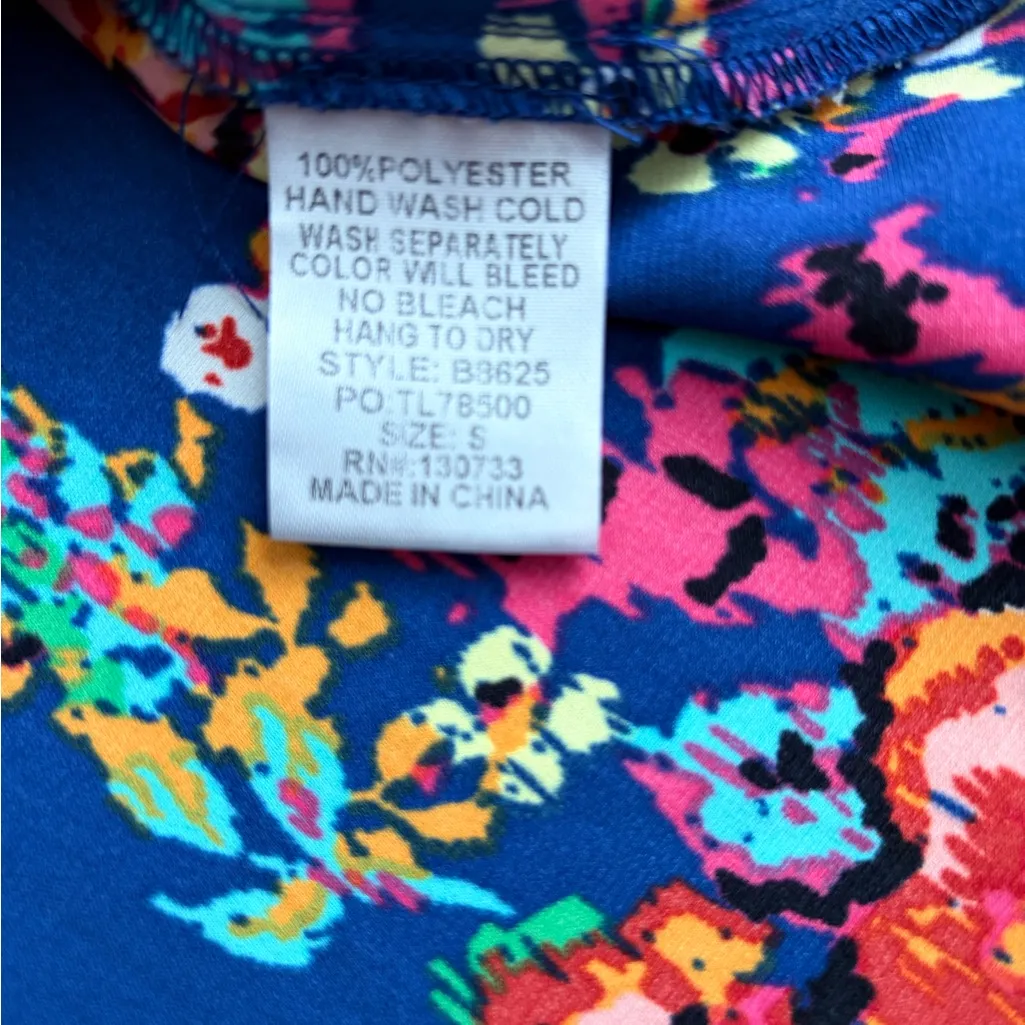 100%POLYESTER
HAND WASH COLD
WASH SEPARATELY
COLOR WILL BLEED
NO BLEACH
HANG TO DRY
STYLE: B8625
PO:TL78500
SIZE: S
RN#:130733
MADE IN CHINA